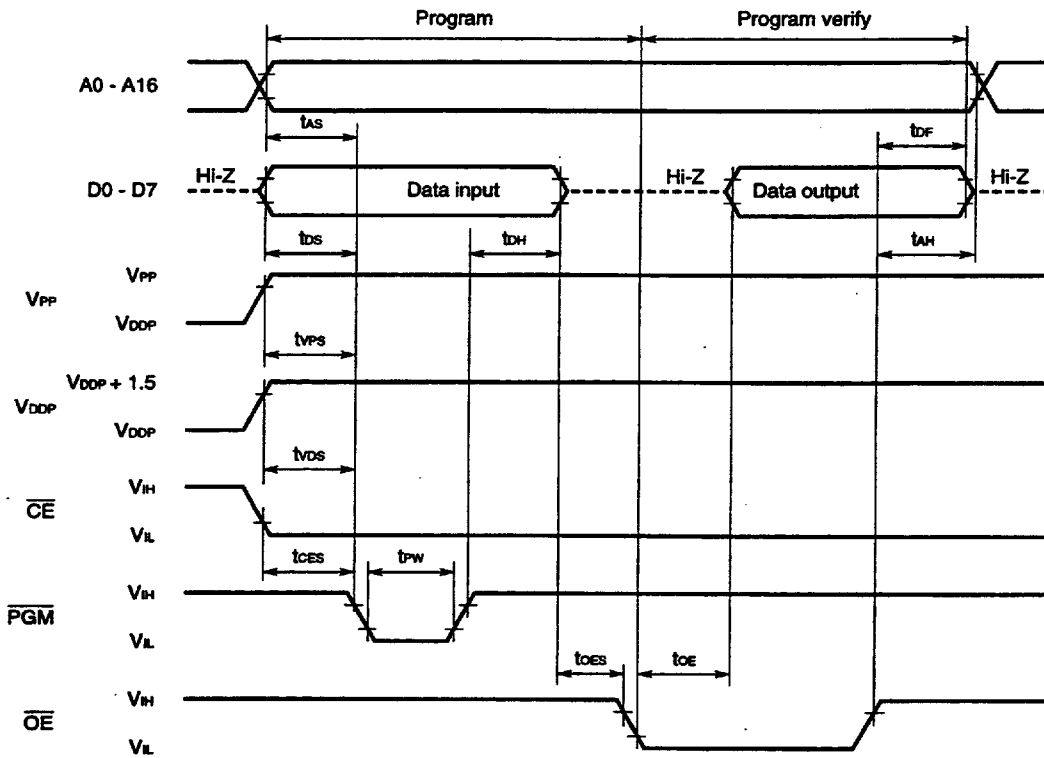 Program
Program verify
A0 - A16
tAS
tDF
D0 - D7
Hi-Z
Data input
Hi-Z
Data output
Hi-Z
tDS
tDH
tAH
VPP
VPP
VDDP
tVPS
VDDP + 1.5
VDDP
VDDP
tVDS
VIH
CE
VIL
tCES
tPW
VIH
PGM
VIL
tOES
tOE
VIH
OE
VIL